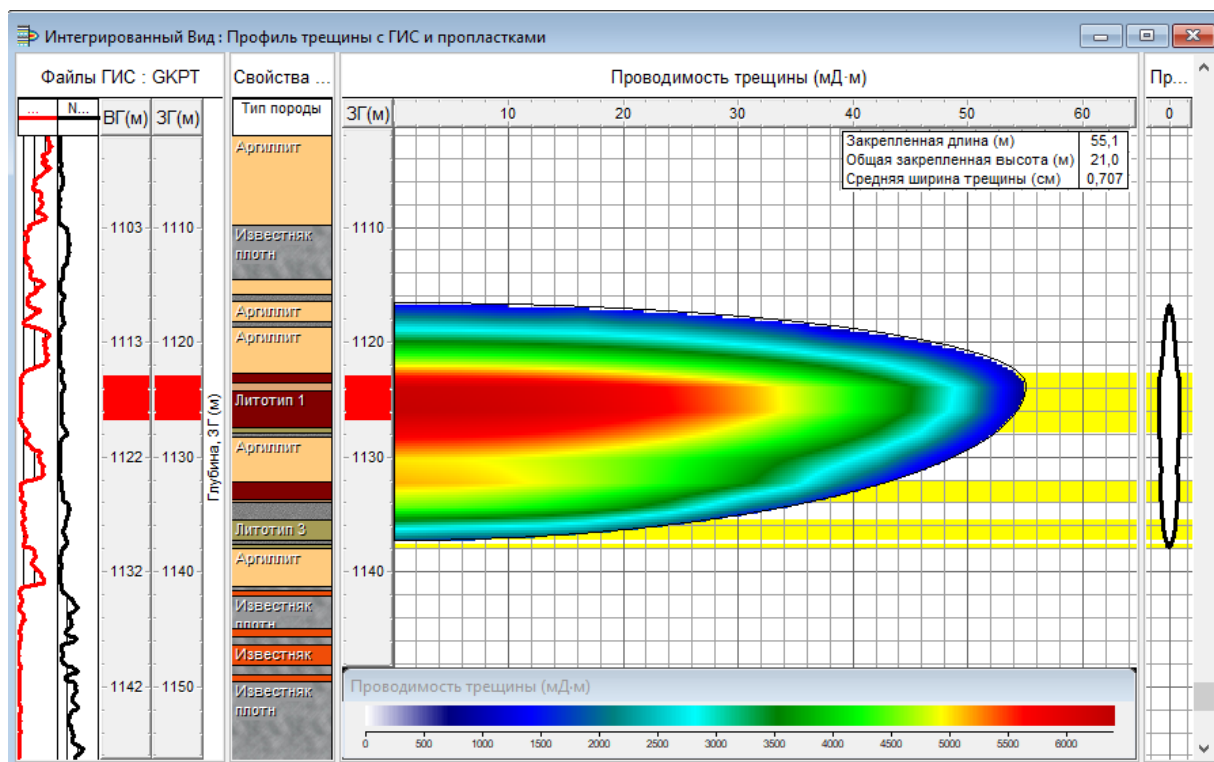 Интегрированный Вид : Профиль трещины с ГИС и пропластками
Файлы ГИС : GKPT
Свойства ...
Проводимость трещины (мД·м)
Пр...
...
N...
ВГ(м)
ЗГ(м)
Тип породы
ЗГ(м)
10 20 30 40 50 60
0
Закрепленная длина (м) 55,1
Общая закрепленная высота (м) 21,0
Средняя ширина трещины (см) 0,707
Аргиллит
1103 1110
Известняк
плотн
1110
Аргиллит
1113 1120
Аргиллит
1120
Глубина, ЗГ (м)
Литотип 1
1122 1130
Аргиллит
1130
Литотип 3
1132 1140
Аргиллит
1140
Известняк
плотн
Известняк
1142 1150
Известняк
плотн
Проводимость трещины (мД·м)
0 500 1000 1500 2000 2500 3000 3500 4000 4500 5000 5500 6000